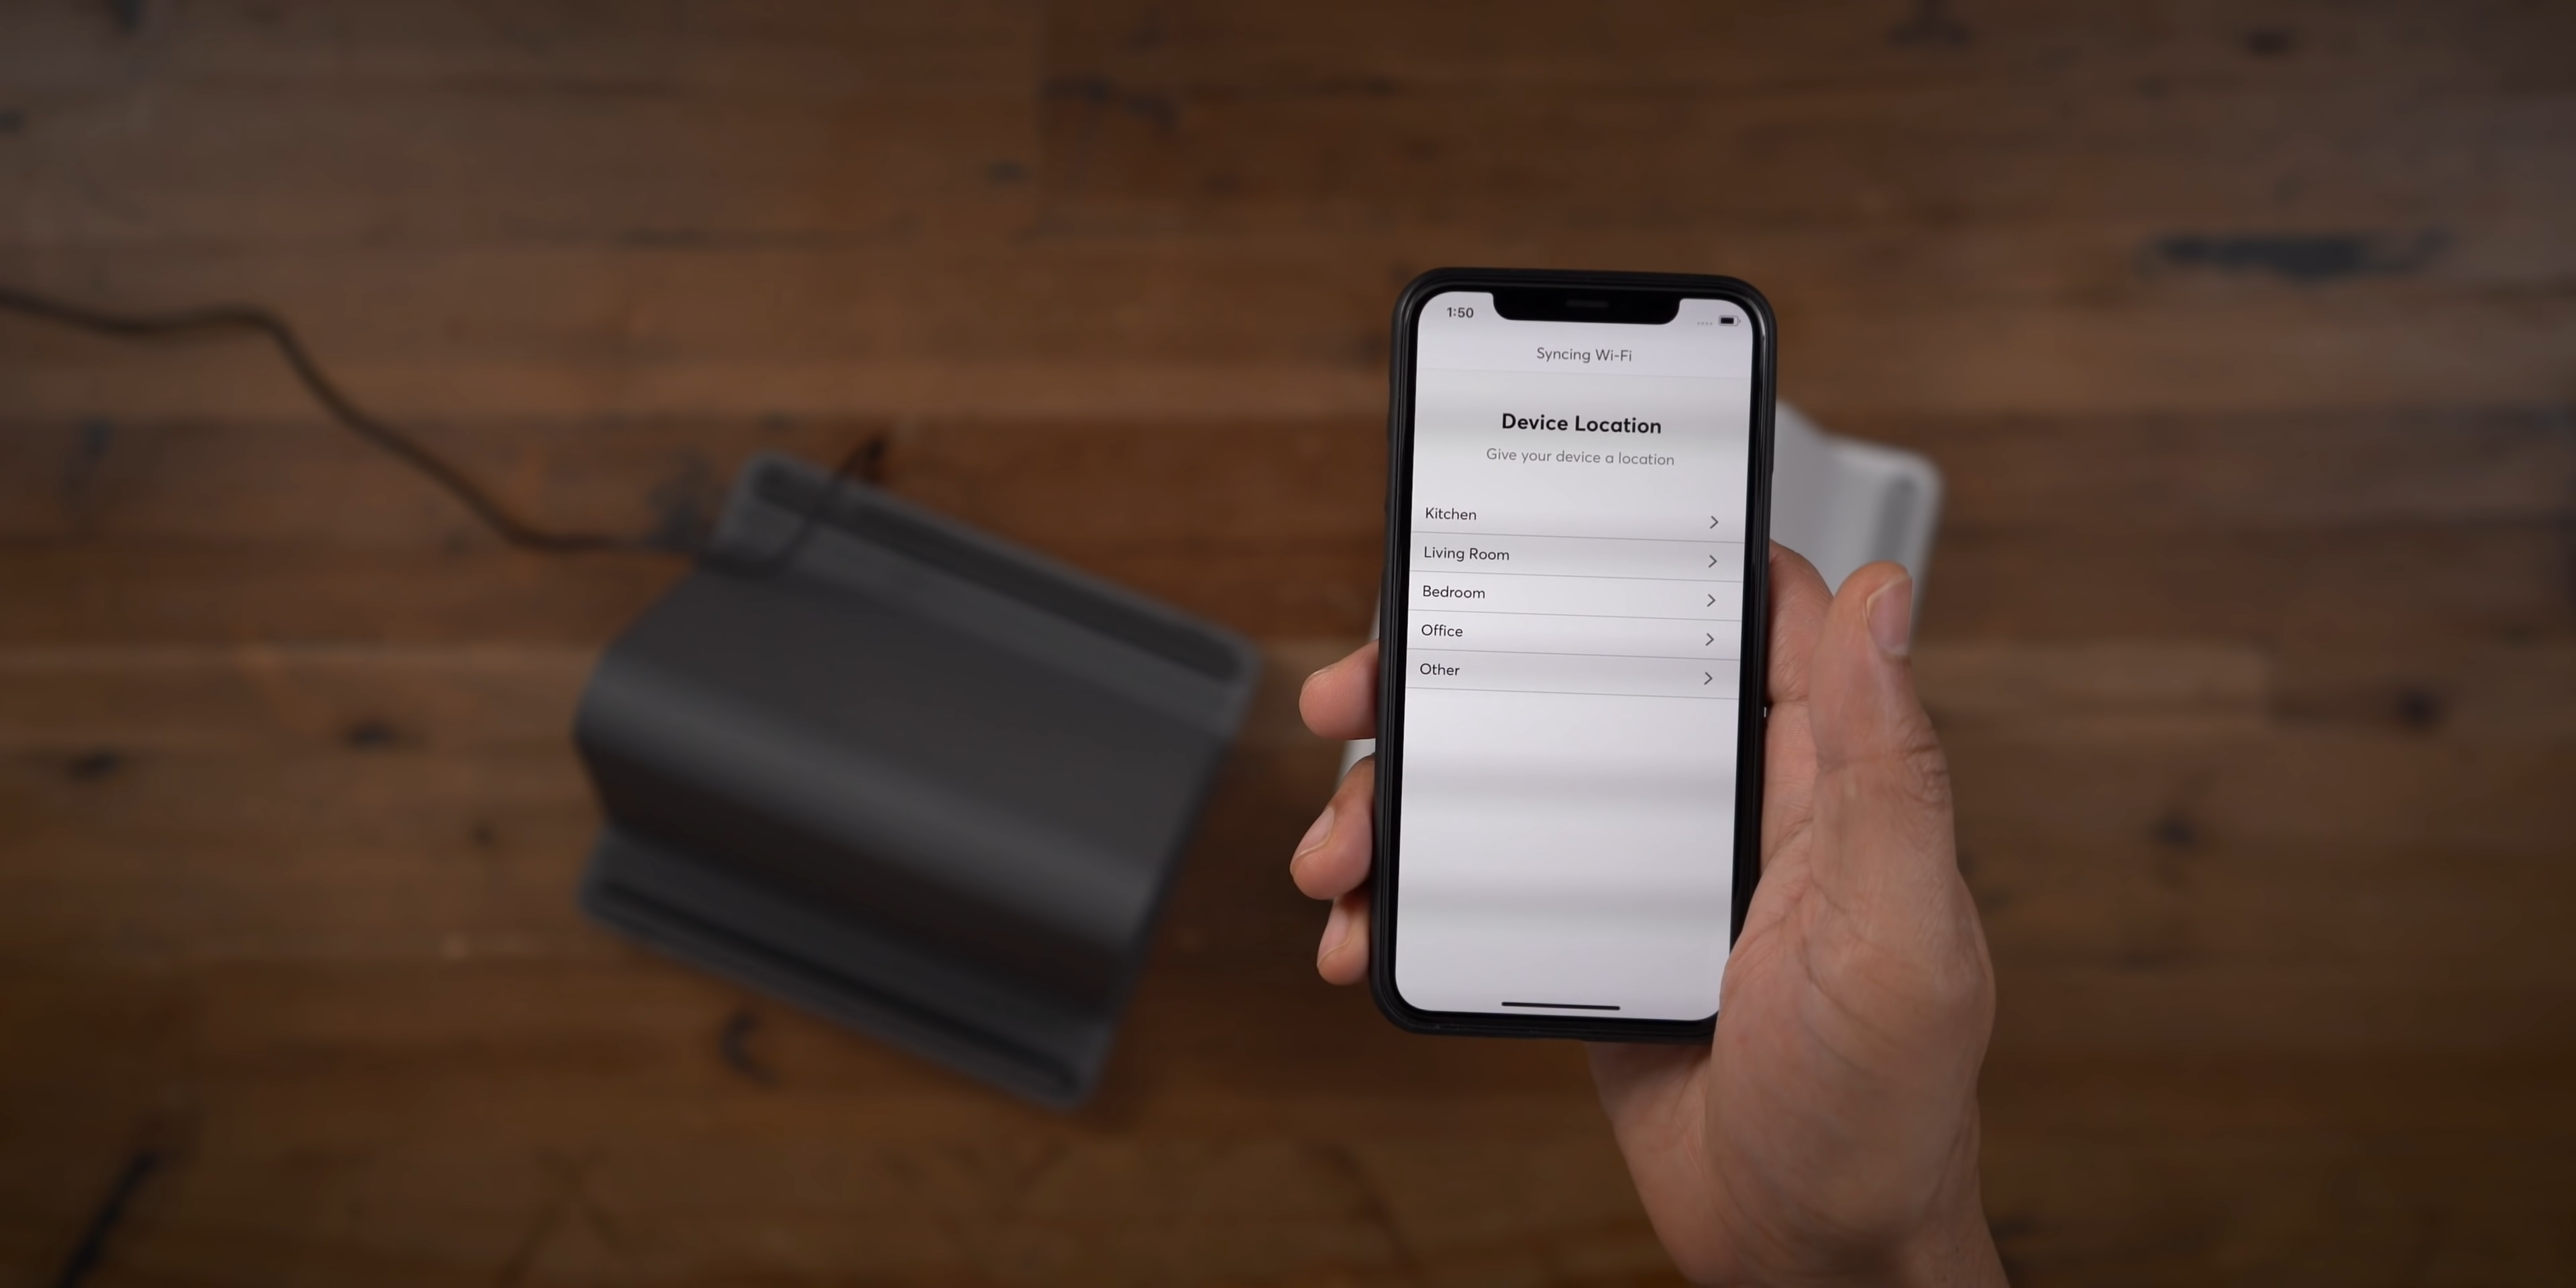 1:50
Syncing Wi-Fi
Device Location
Give your device a location
Kitchen
Living Room
Bedroom
Office
Other